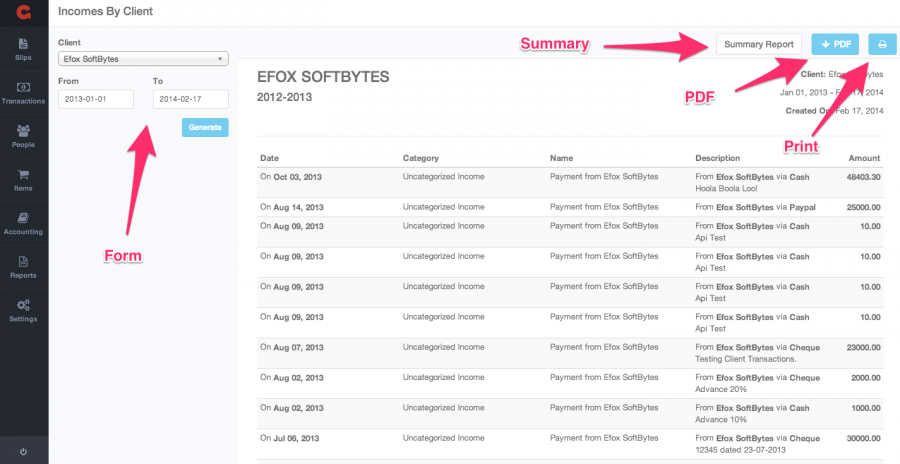 Incomes By Client
Slips
Transactions
People
Items
Accounting
Reports
Settings
Client
Efox SoftBytes
From To
2013-01-01 2014-02-17
Generate
Form
Summary
Summary Report PDF
PDF
Print
EFOX SOFTBYTES
2012-2013
Client: Efox SoftBytes
Jan 01, 2013 - Feb 17, 2014
Created On: Feb 17, 2014
Date Category Name Description Amount
On Oct 03, 2013 Uncategorized Income Payment from Efox SoftBytes From Efox SoftBytes via Cash 48403.30
Hoola Boola Loo!
On Aug 14, 2013 Uncategorized Income Payment from Efox SoftBytes From Efox SoftBytes via Paypal 25000.00
On Aug 09, 2013 Uncategorized Income Payment from Efox SoftBytes From Efox SoftBytes via Cash 10.00
Api Test
On Aug 09, 2013 Uncategorized Income Payment from Efox SoftBytes From Efox SoftBytes via Cash 10.00
Api Test
On Aug 09, 2013 Uncategorized Income Payment from Efox SoftBytes From Efox SoftBytes via Cash 10.00
Api Test
On Aug 09, 2013 Uncategorized Income Payment from Efox SoftBytes From Efox SoftBytes via Cash 10.00
Api Test
On Aug 07, 2013 Uncategorized Income Payment from Efox SoftBytes From Efox SoftBytes via Cheque 23000.00
Testing Client Transactions.
On Aug 02, 2013 Uncategorized Income Payment from Efox SoftBytes From Efox SoftBytes via Cheque 2000.00
Advance 20%
On Aug 02, 2013 Uncategorized Income Payment from Efox SoftBytes From Efox SoftBytes via Cash 1000.00
Advance 10%
On Jul 06, 2013 Uncategorized Income Payment from Efox SoftBytes From Efox SoftBytes via Cheque 30000.00
12345 dated 23-07-2013